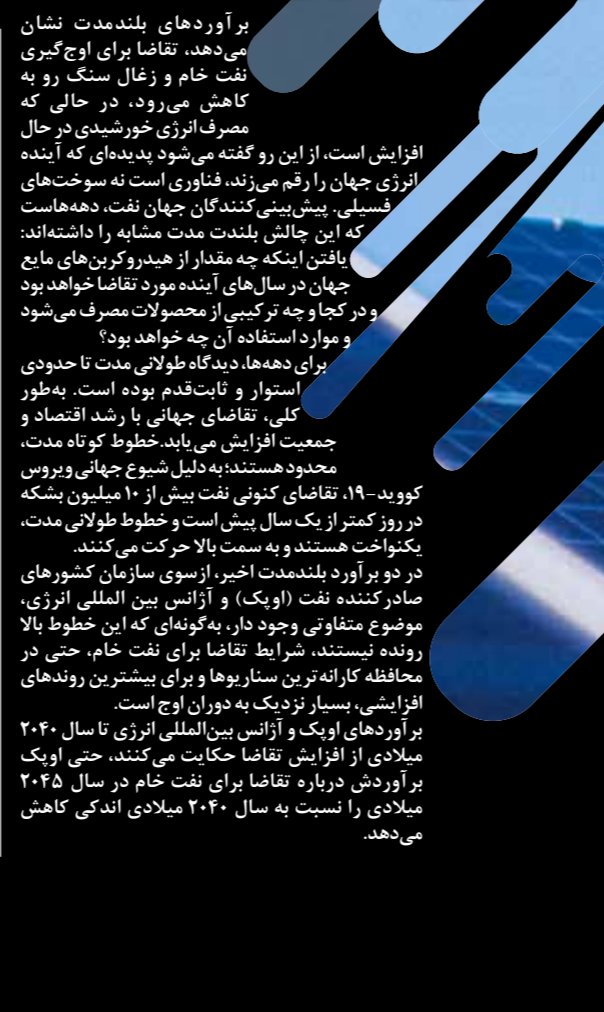 برآوردهای بلندمدت نشان
می‌دهد، تقاضا برای اوج‌گیری
نفت خام و زغال سنگ رو به
کاهش می‌رود، در حالی که
مصرف انرژی خورشیدی در حال
افزایش است، از این رو گفته می‌شود پدیده‌ای که آینده
انرژی جهان را رقم می‌زند، فناوری است نه سوخت‌های
فسیلی. پیش‌بینی‌کنندگان جهان نفت، دهه‌هاست
که این چالش بلندت مدت مشابه را داشته‌اند:
یافتن اینکه چه مقدار از هیدروکربن‌های مایع
جهان در سال‌های آینده مورد تقاضا خواهد بود
و در کجا و چه ترکیبی از محصولات مصرف می‌شود
و موارد استفاده آن چه خواهد بود؟
برای دهه‌ها، دیدگاه طولانی مدت تا حدودی
استوار و ثابت‌قدم بوده است. به‌طور
کلی، تقاضای جهانی با رشد اقتصاد و
جمعیت افزایش می‌یابد.خطوط کوتاه مدت،
محدود هستند؛ به دلیل شیوع جهانی ویروس
کووید-۱۹، تقاضای کنونی نفت بیش از ۱۰ میلیون بشکه
در روز کمتر از یک سال پیش است و خطوط طولانی مدت،
یکنواخت هستند و به سمت بالا حرکت می‌کنند.
در دو برآورد بلندمدت اخیر، ازسوی سازمان کشورهای
صادرکننده نفت (اوپک) و آژانس بین المللی انرژی،
موضوع متفاوتی وجود دار، به‌گونه‌ای که این خطوط بالا
رونده نیستند، شرایط تقاضا برای نفت خام، حتی در
محافظه کارانه‌ترین سناریوها و برای بیشترین روندهای
افزایشی، بسیار نزدیک به دوران اوج است.
برآوردهای اوپک و آژانس بین‌المللی انرژی تا سال ۲۰۴۰
میلادی از افزایش تقاضا حکایت می‌کنند، حتی اوپک
برآوردش درباره تقاضا برای نفت خام در سال ۲۰۴۵
میلادی را نسبت به سال ۲۰۴۰ میلادی اندکی کاهش
می‌دهد.